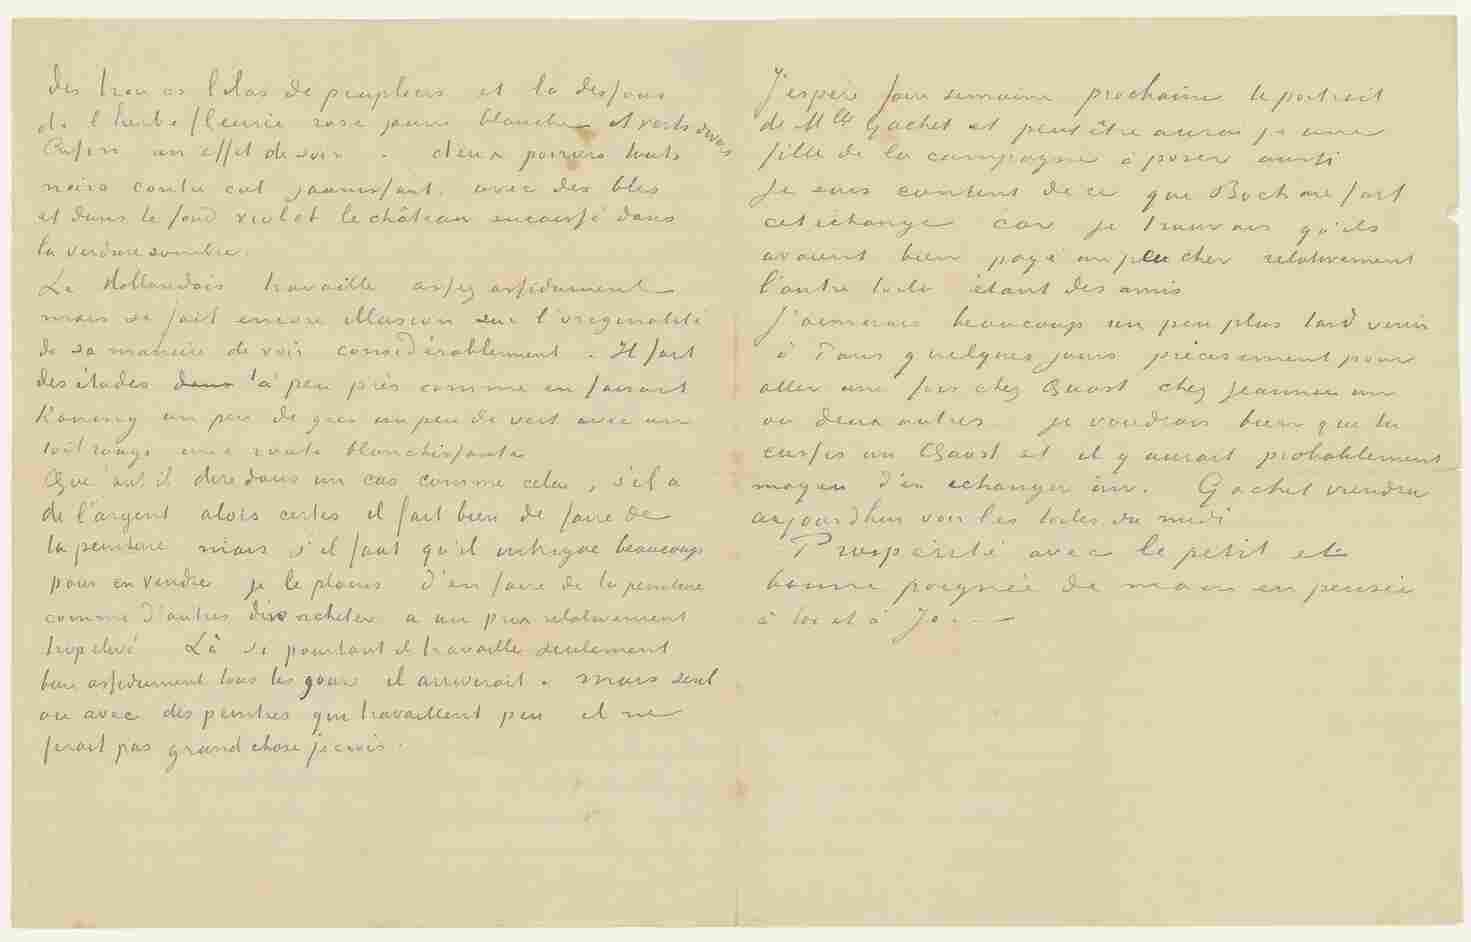 des troncs lilas de peupliers et là dessous
de l'herbe fleurie rose jaune blanche et verts divers
Enfin un effet de soir – deux poiriers touts
noirs contre ciel jaunissant avec des blés
et dans le fond violet le château encaissé dans
la verdure sombre.
Le Hollandais travaille assez assidument
mais se fait encore illusion sur l'originalité
de sa manière de voir considérablement. Il fait
des études à peu près comme en faisait
Koning un peu de gris un peu de vert avec un
toit rouge une route blanchissante
Que faut il dire dans un cas comme cela, s'il a
de l'argent alors certes il fait bien de faire de
la peinture mais s'il faut qu'il intrigue beaucoup
pour en vendre je le plains d'en faire de la peinture
comme d'autres d'en acheter a un prix relativement
trop élevé Là si pourtant il travaille seulement
bien assidument tous les jours il arriverait. mais seul
ou avec des peintres qui travaillent peu il ne
ferait pas grand chose je crois.
J'espère faire semaine prochaine le portrait
de Mlle Gachet et peut être aurai je une
fille de la campagne à poser aussi
Je suis content de ce que Boch me fait
cet échange car je trouvais qu'ils
avaient bien payé un peu cher relativement
l'autre toile étant des amis
J'aimerais beaucoup un peu plus tard venir
à Paris quelques jours précisément pour
aller une fois chez Quost chez Jeannin un
ou deux autres je voudrais bien que tu
eusses un Quost et il y aurait probablement
moyen d'en echanger un. Gachet viendra
aujourd'hui voir les toiles du midi
Prospérité avec le petit et
bonne poignée de main en pensée
à toi et à Jo. –